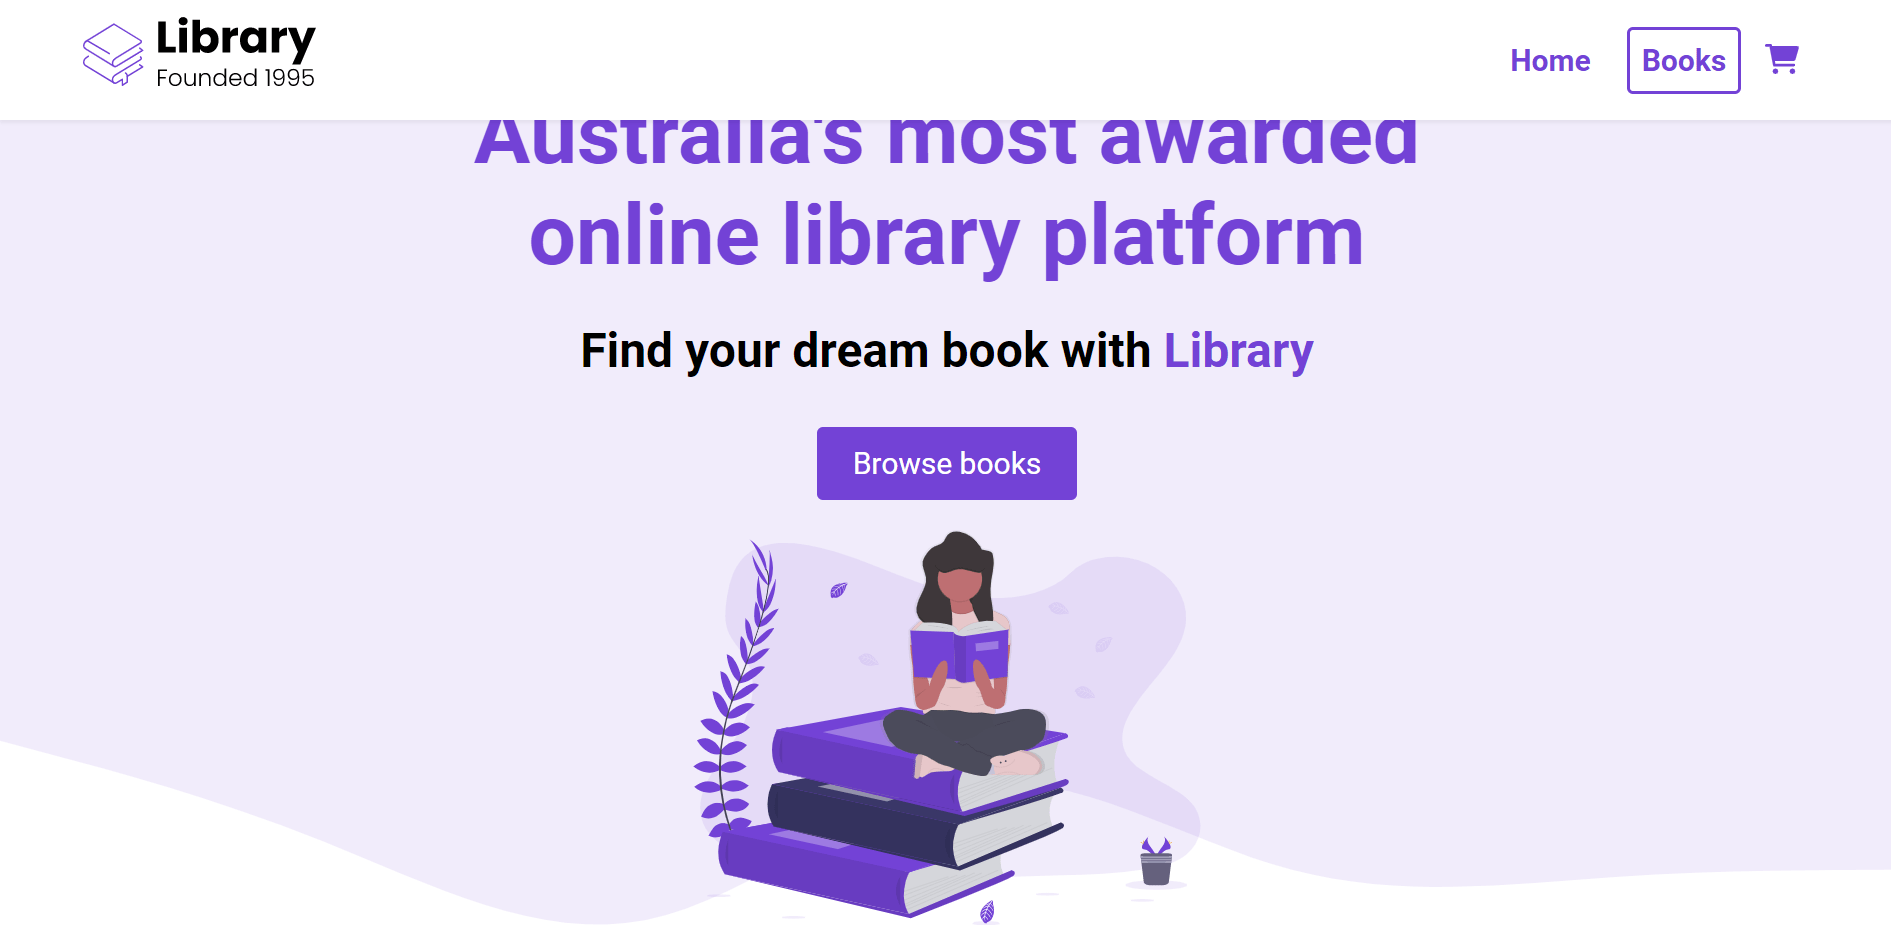 Library
Founded 1995
Home
Books
Australia's most awarded
online library platform
Find your dream book with Library
Browse books